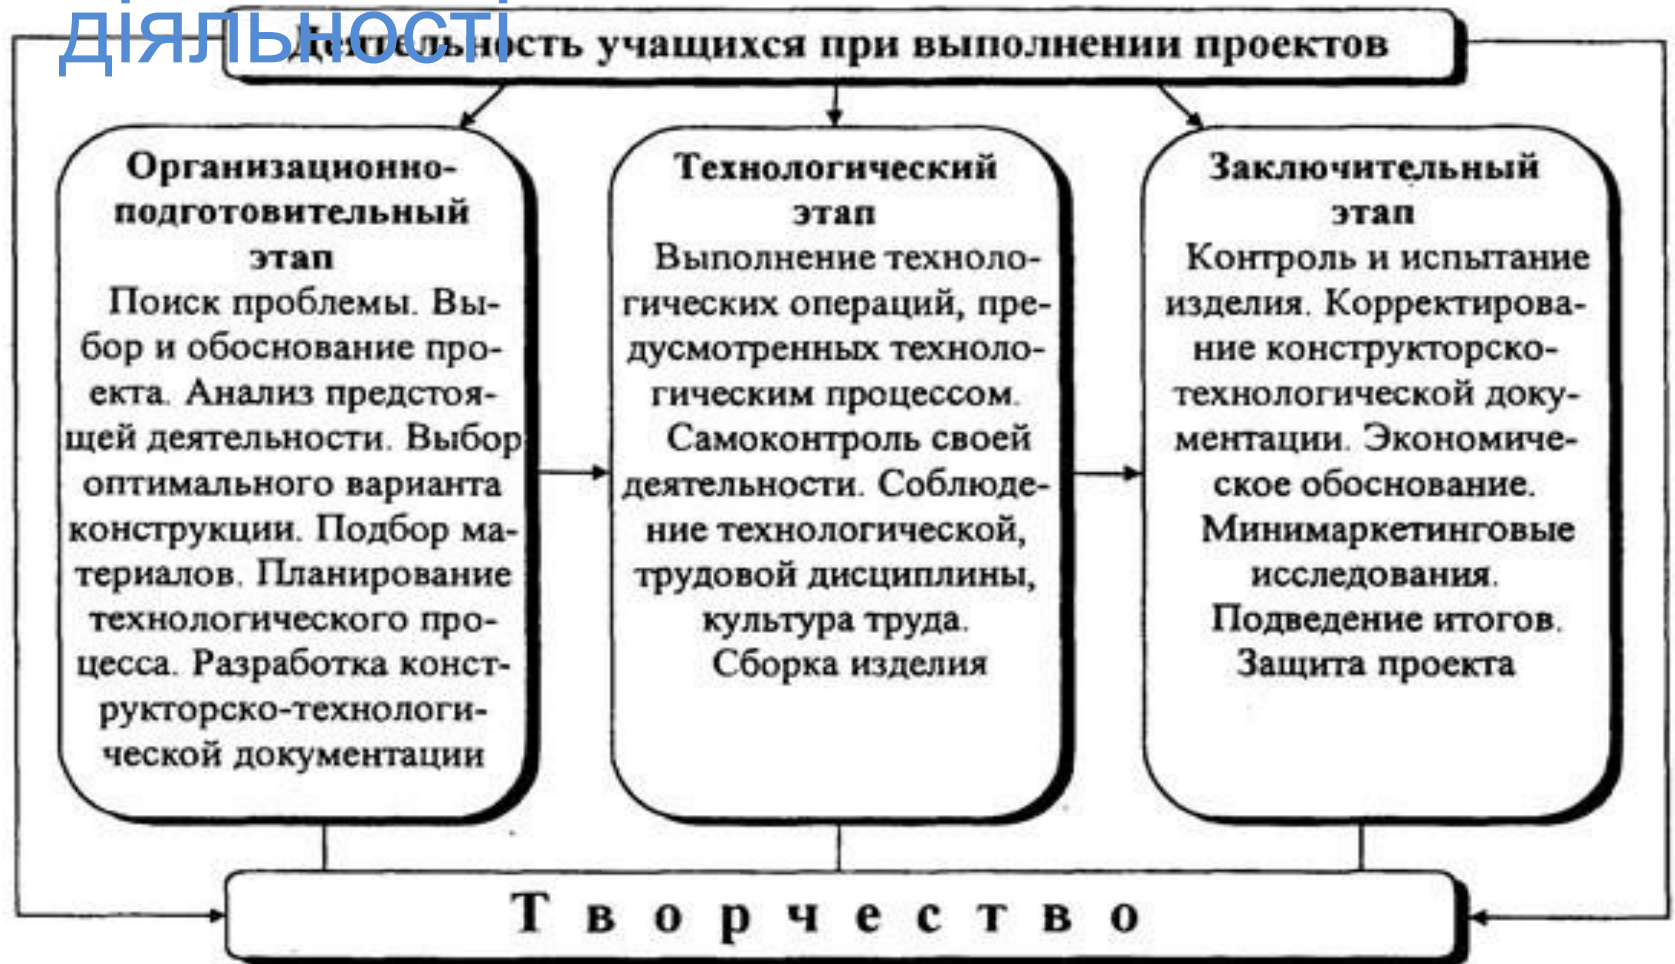 діяльності
Деятельность учащихся при выполнении проектов
Организационно-
подготовительный
этап
Поиск проблемы. Вы-
бор и обоснование про-
екта. Анализ предстоя-
щей деятельности. Выбор
оптимального варианта
конструкции. Подбор ма-
териалов. Планирование
технологического про-
цесса. Разработка конст-
рукторско-технологи-
ческой документации
Технологический
этап
Выполнение техноло-
гических операций, пре-
дусмотренных техноло-
гическим процессом.
Самоконтроль своей
деятельности. Соблюде-
ние технологической,
трудовой дисциплины,
культура труда.
Сборка изделия
Заключительный
этап
Контроль и испытание
изделия. Корректирова-
ние конструкторско-
технологической доку-
ментации. Экономиче-
ское обоснование.
Минимаркетинговые
исследования.
Подведение итогов.
Защита проекта
Творчество